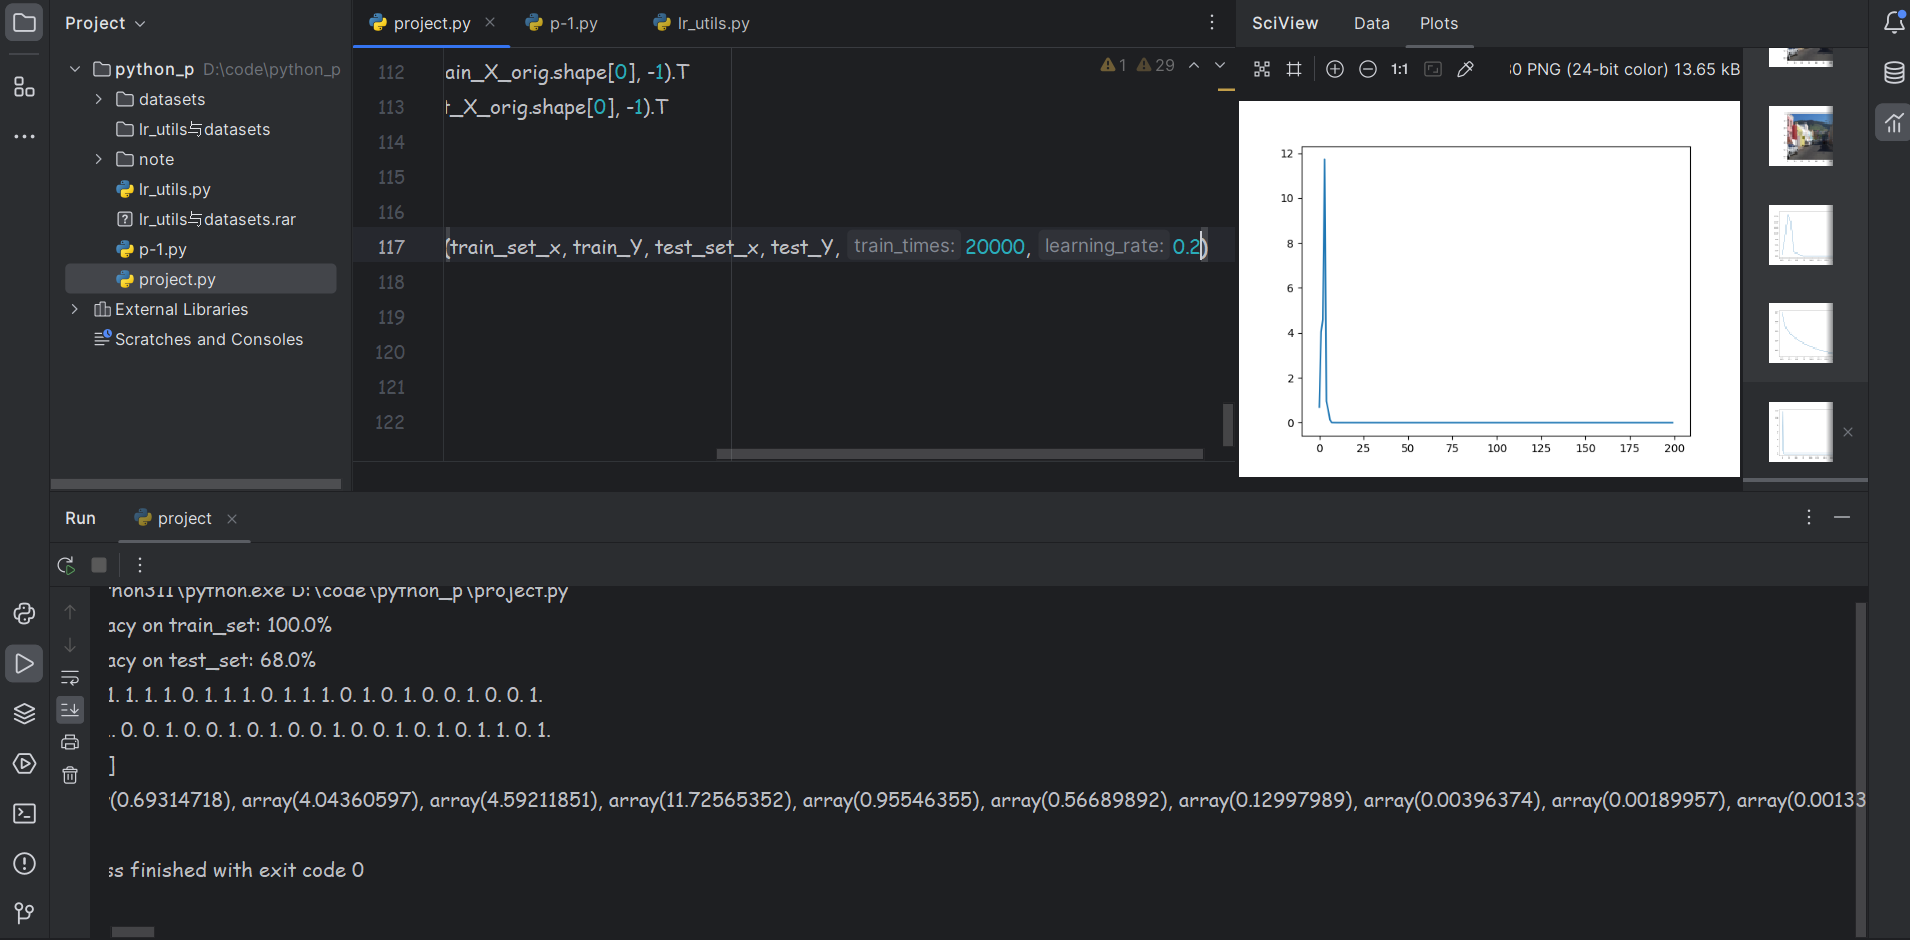 Project
project.py
p-1.py
lr_utils.py
SciView
Data
Plots
python_p D:\code\python_p
datasets
lr_utils与datasets
note
lr_utils.py
lr_utils与datasets.rar
p-1.py
project.py
External Libraries
Scratches and Consoles
1 29
112 ain_X_orig.shape[0], -1).T
113 t_X_orig.shape[0], -1).T
114
115
116
117 (train_set_x, train_Y, test_set_x, test_Y, train_times: 20000, learning_rate: 0.2)
118
119
120
121
122
1:1
30 PNG (24-bit color) 13.65 kB
12
10
8
6
4
2
0
0 25 50 75 100 125 150 175 200
Run
project
hon311\python.exe D:\code\python_p\project.py
acy on train_set: 100.0%
acy on test_set: 68.0%
1. 1. 1. 1. 0. 1. 1. 1. 0. 1. 1. 1. 0. 1. 0. 1. 0. 0. 1. 0. 0. 1.
. 0. 0. 1. 0. 0. 1. 0. 1. 0. 0. 1. 0. 0. 1. 0. 1. 0. 1. 1. 0. 1.
]
(0.69314718), array(4.04360597), array(4.59211851), array(11.72565352), array(0.95546355), array(0.56689892), array(0.12997989), array(0.00396374), array(0.00189957), array(0.00133
ss finished with exit code 0